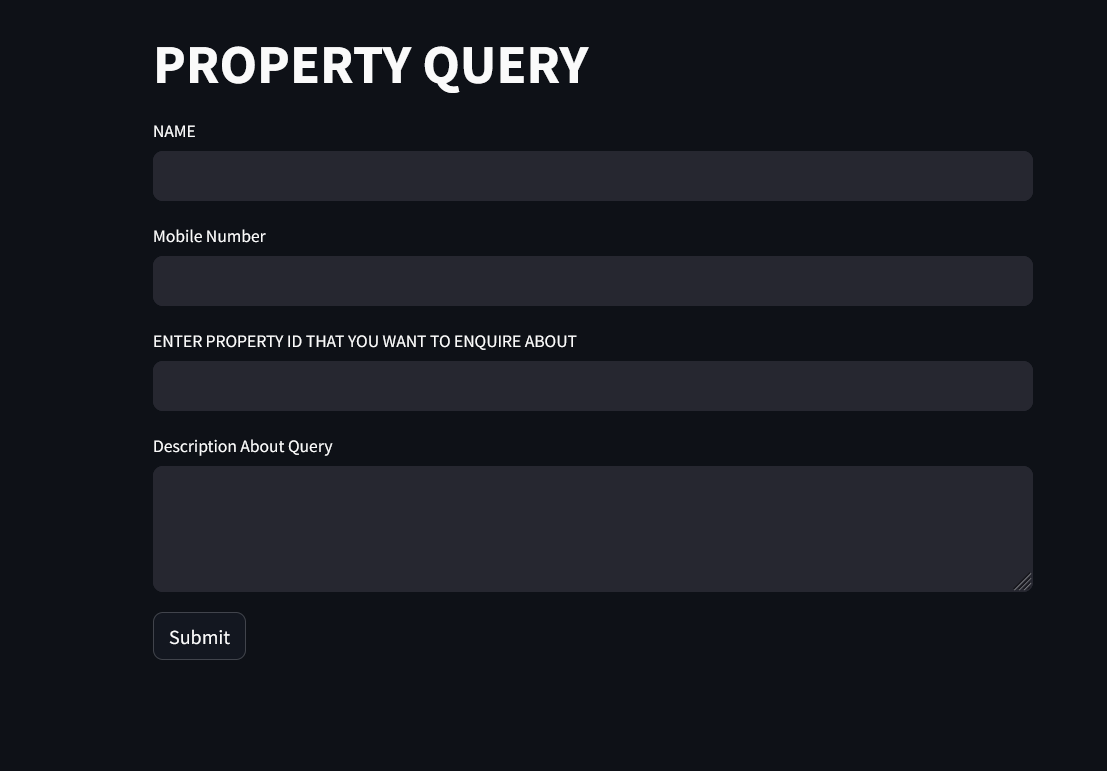 PROPERTY QUERY
NAME
Mobile Number
ENTER PROPERTY ID THAT YOU WANT TO ENQUIRE ABOUT
Description About Query
Submit